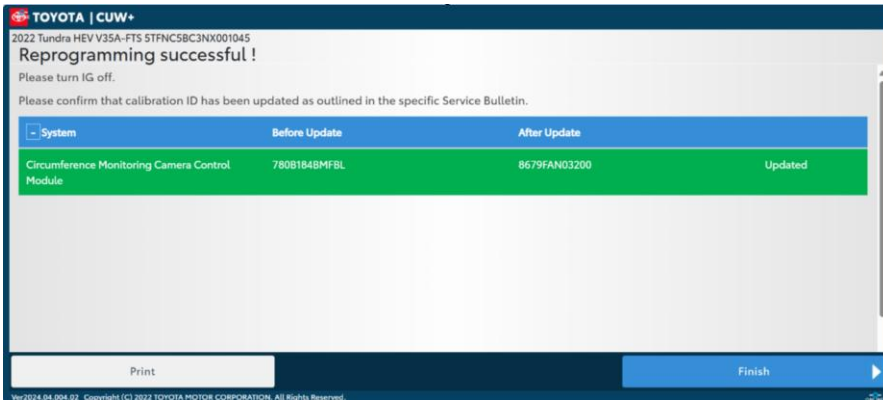 TOYOTA | CUW+
2022 Tundra HEV V35A-FTS 5TFNC5BC3NX001045
Reprogramming successful !
Please turn IG off.
Please confirm that calibration ID has been updated as outlined in the specific Service Bulletin.
- System Before Update After Update
Circumference Monitoring Camera Control 780B184BMFBL 8679FAN03200 Updated
Module
Print Finish
Ver2024.04.004.02 Copyright (C) 2022 TOYOTA MOTOR CORPORATION. All Rights Reserved.